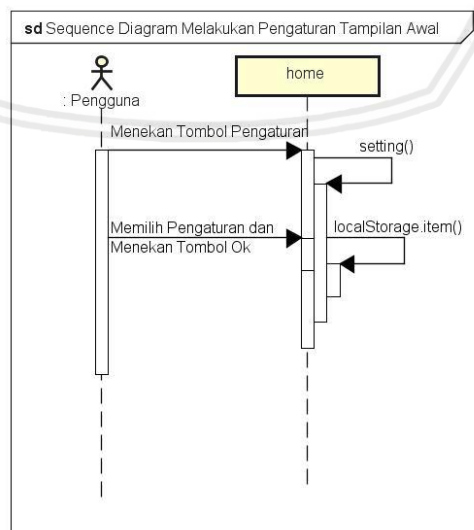 sd Sequence Diagram Melakukan Pengaturan Tampilan Awal
home
: Pengguna
Menekan Tombol Pengaturan
setting()
Memilih Pengaturan dan
Menekan Tombol Ok
localStorage.item()